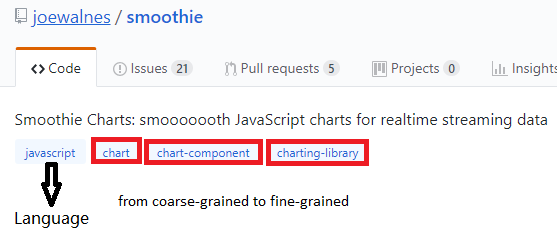 joewalnes / smoothie
<> Code Issues 21 Pull requests 5 Projects 0 Insights
Smoothie Charts: smooooooth JavaScript charts for realtime streaming data
javascript chart chart-component charting-library
Language from coarse-grained to fine-grained